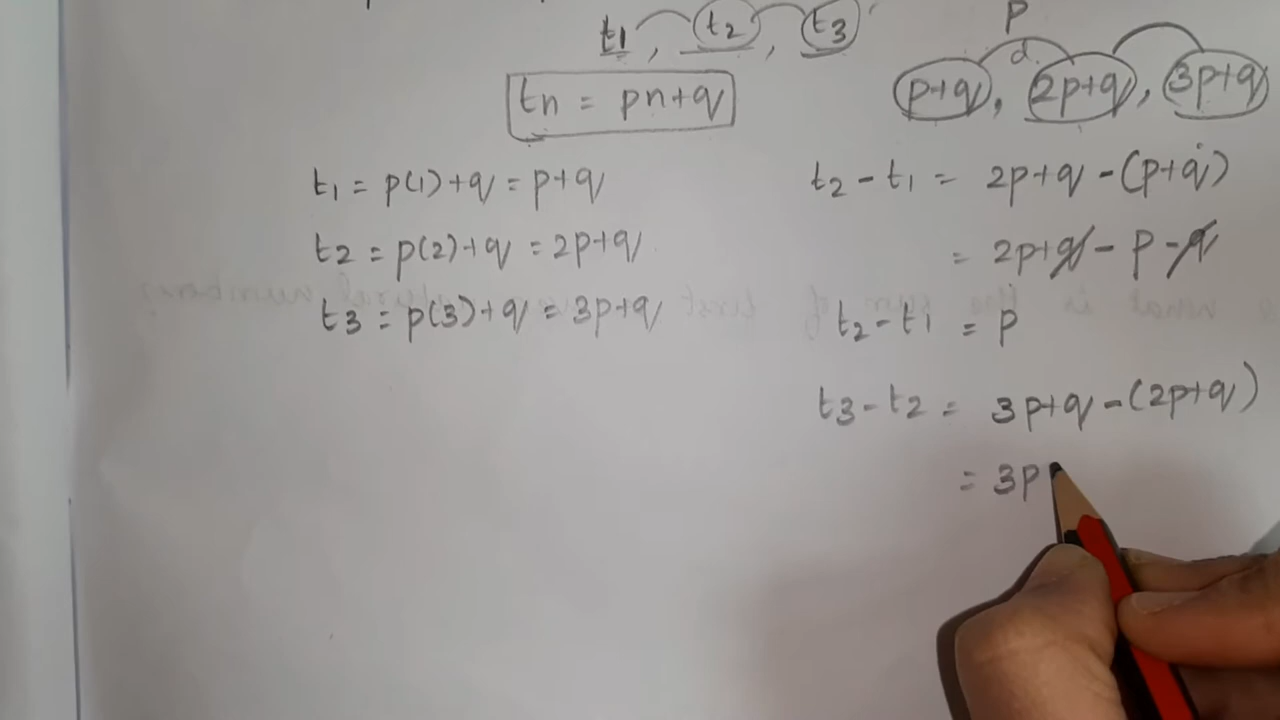 t1, t2, t3
tn = pn+q
t1 = p(1)+q = p+q
t2 = p(2)+q = 2p+q
t3 = p(3)+q = 3p+q
p
d
p+q, 2p+q, 3p+q
t2-t1 = 2p+q-(p+q)
= 2p+q-p-q
t2-t1 = p
t3-t2 = 3p+q-(2p+q)
= 3p